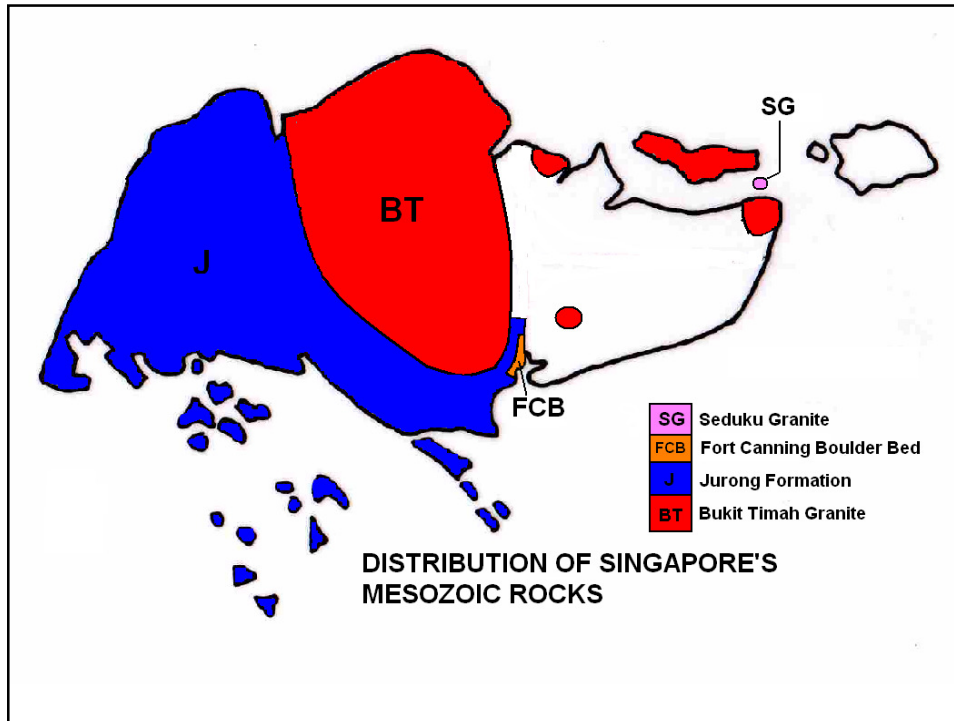 SG
BT
J
FCB
SG Seduku Granite
FCB Fort Canning Boulder Bed
J Jurong Formation
BT Bukit Timah Granite
DISTRIBUTION OF SINGAPORE'S
MESOZOIC ROCKS